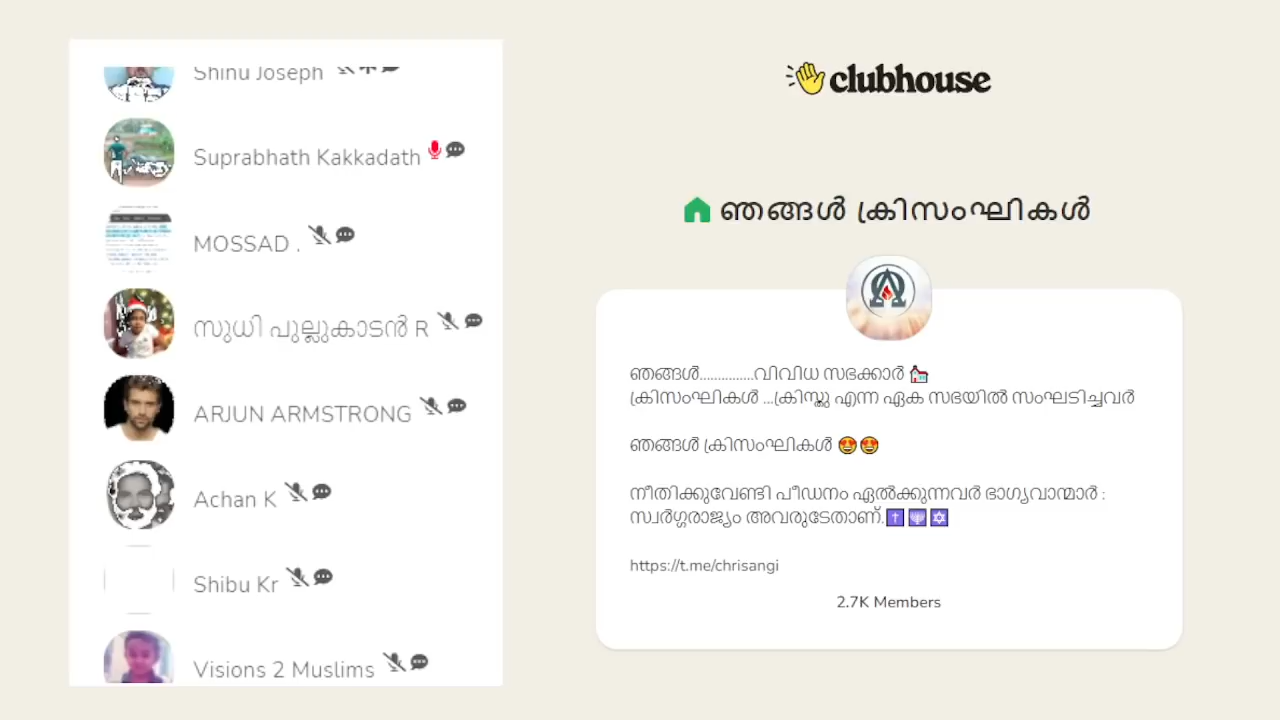 Shinu Joseph
Suprabhath Kakkadath
MOSSAD .
സുധി പുല്ലുകാടൻ R
ARJUN ARMSTRONG
Achan K
Shibu Kr
Visions 2 Muslims
clubhouse
ഞങ്ങൾ ക്രിസംഘികൾ
ഞങ്ങൾ..............വിവിധ സഭക്കാർ
ക്രിസംഘികൾ ...ക്രിസ്തു എന്ന ഏക സഭയിൽ സംഘടിച്ചവർ
ഞങ്ങൾ ക്രിസംഘികൾ 🤩🤩
നീതിക്കുവേണ്ടി പീഡനം ഏൽക്കുന്നവർ ഭാഗ്യവാന്മാർ :
സ്വർഗ്ഗരാജ്യം അവരുടേതാണ്.✝️🕎✡️
https://t.me/chrisangi
2.7K Members